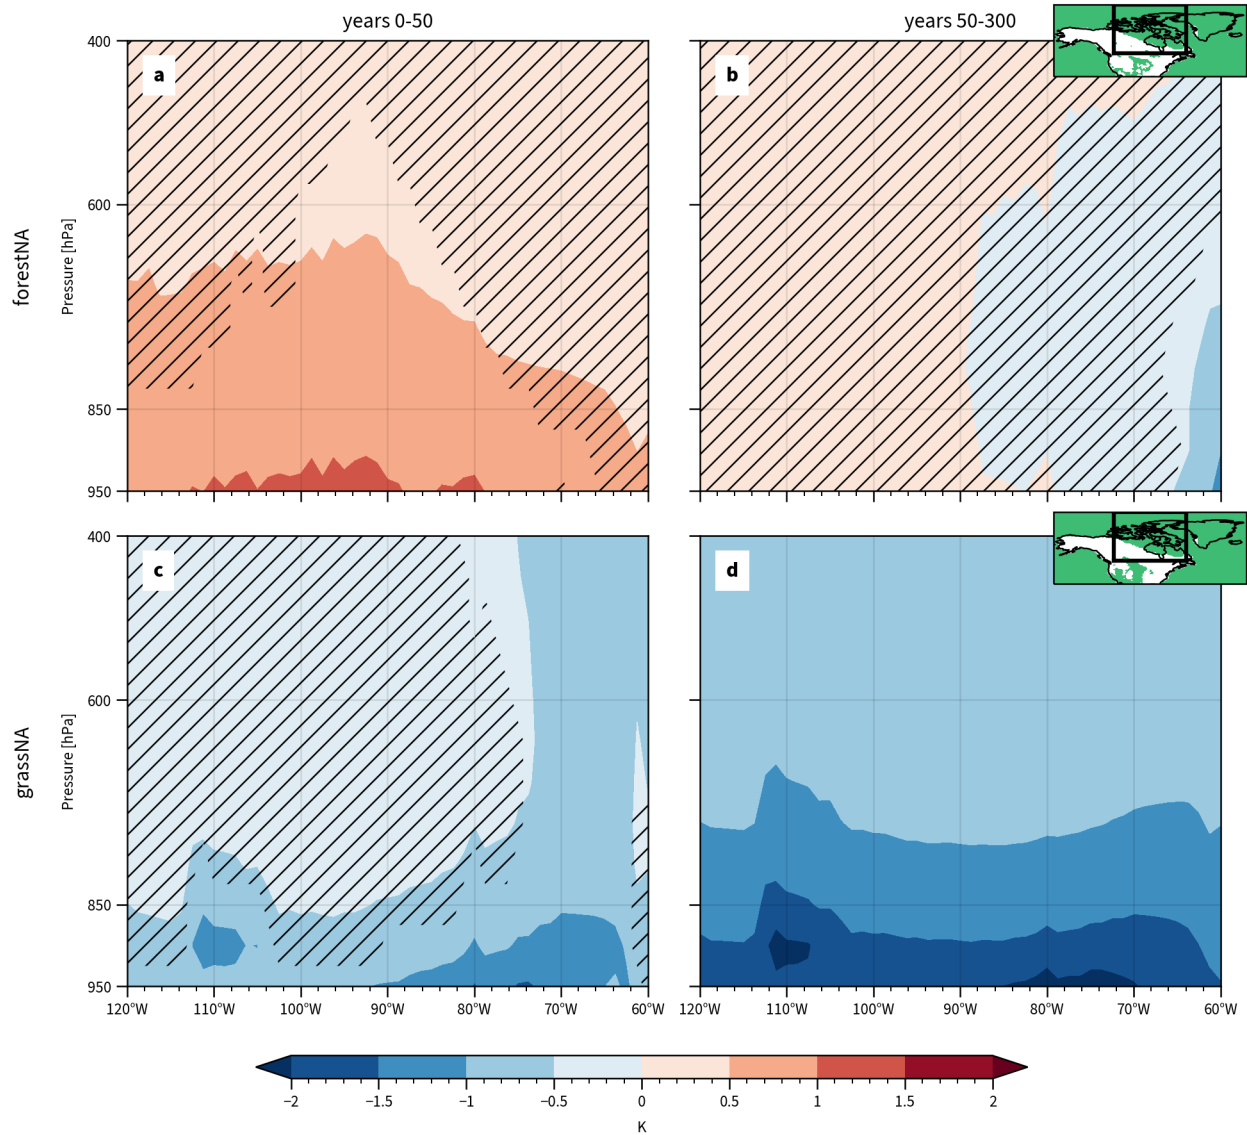 years 0-50
years 50-300
forestNA
Pressure [hPa]
400
600
850
950
a
b
grassNA
Pressure [hPa]
400
600
850
950
c
d
120°W 110°W 100°W 90°W 80°W 70°W 60°W
120°W 110°W 100°W 90°W 80°W 70°W 60°W
−2 −1.5 −1 −0.5 0 0.5 1 1.5 2
K